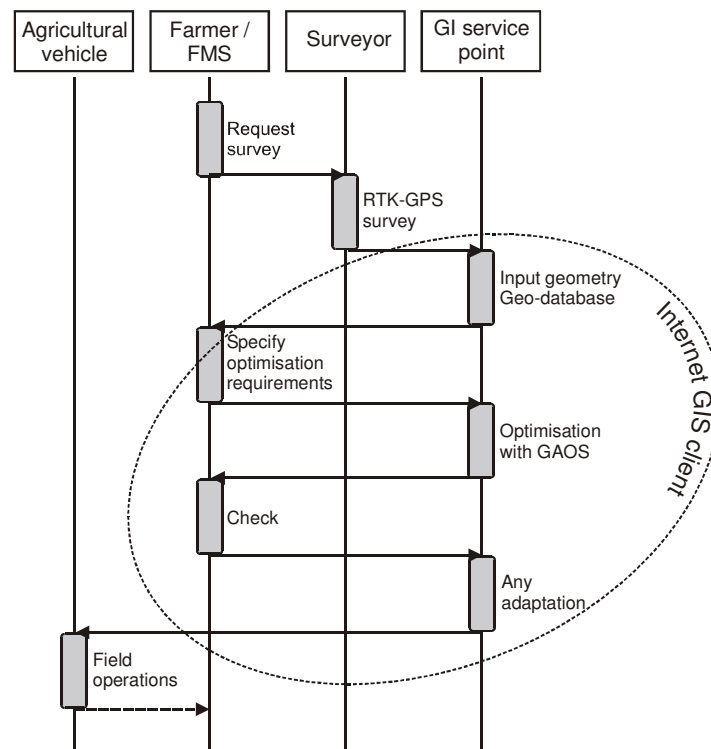 Agricultural
vehicle
Farmer /
FMS
Surveyor
GI service
point
Request
survey
RTK-GPS
survey
Input geometry
Geo-database
Specify
optimisation
requirements
Optimisation
with GAOS
Check
Any
adaptation
Field
operations
Internet GIS client